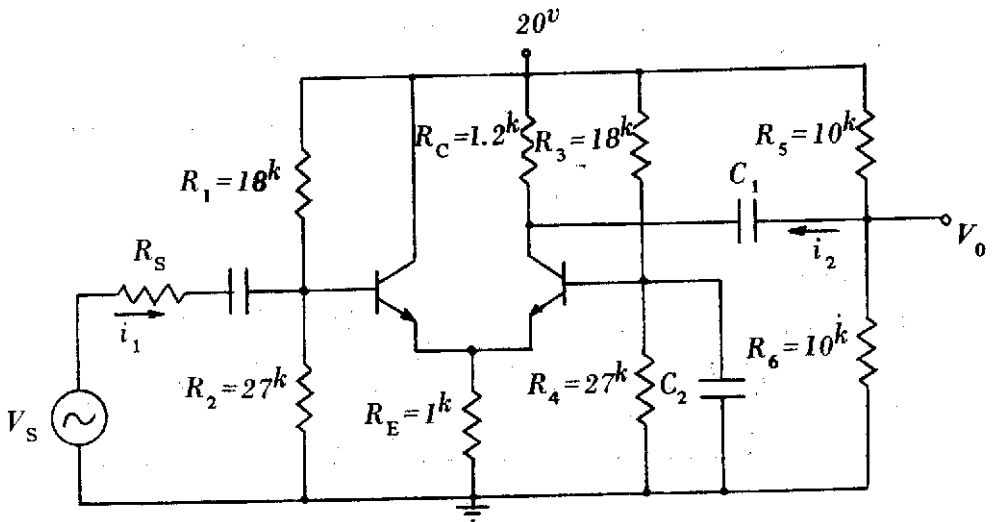 20v
RC=1.2k
R3=18k
R5=10k
R1=18k
C1
RS
i2
V0
i1
R2=27k
RE=1k
R4=27k
C2
R6=10k
VS